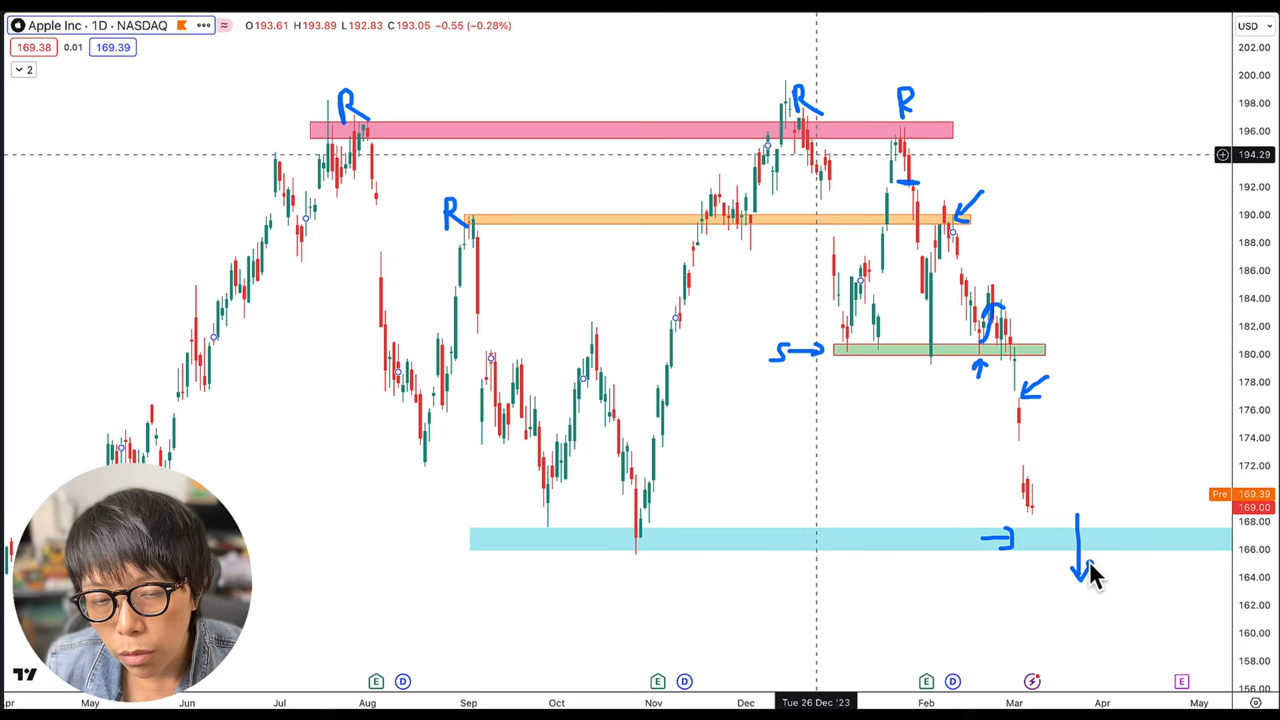 Apple Inc · 1D · NASDAQ ••• ≈ O193.61 H193.89 L192.83 C193.05 −0.55 (−0.28%)
USD
169.38 0.01 169.39
2
202.00
200.00
198.00
196.00
194.29
192.00
190.00
188.00
186.00
184.00
182.00
180.00
178.00
176.00
174.00
172.00
Pre 169.39
169.00
168.00
166.00
164.00
162.00
160.00
158.00
156.00
R
R
R
R
S
E D E D E D E
pr May Jun Jul Aug Sep Oct Nov Dec Tue 26 Dec '23 Feb Mar Apr May